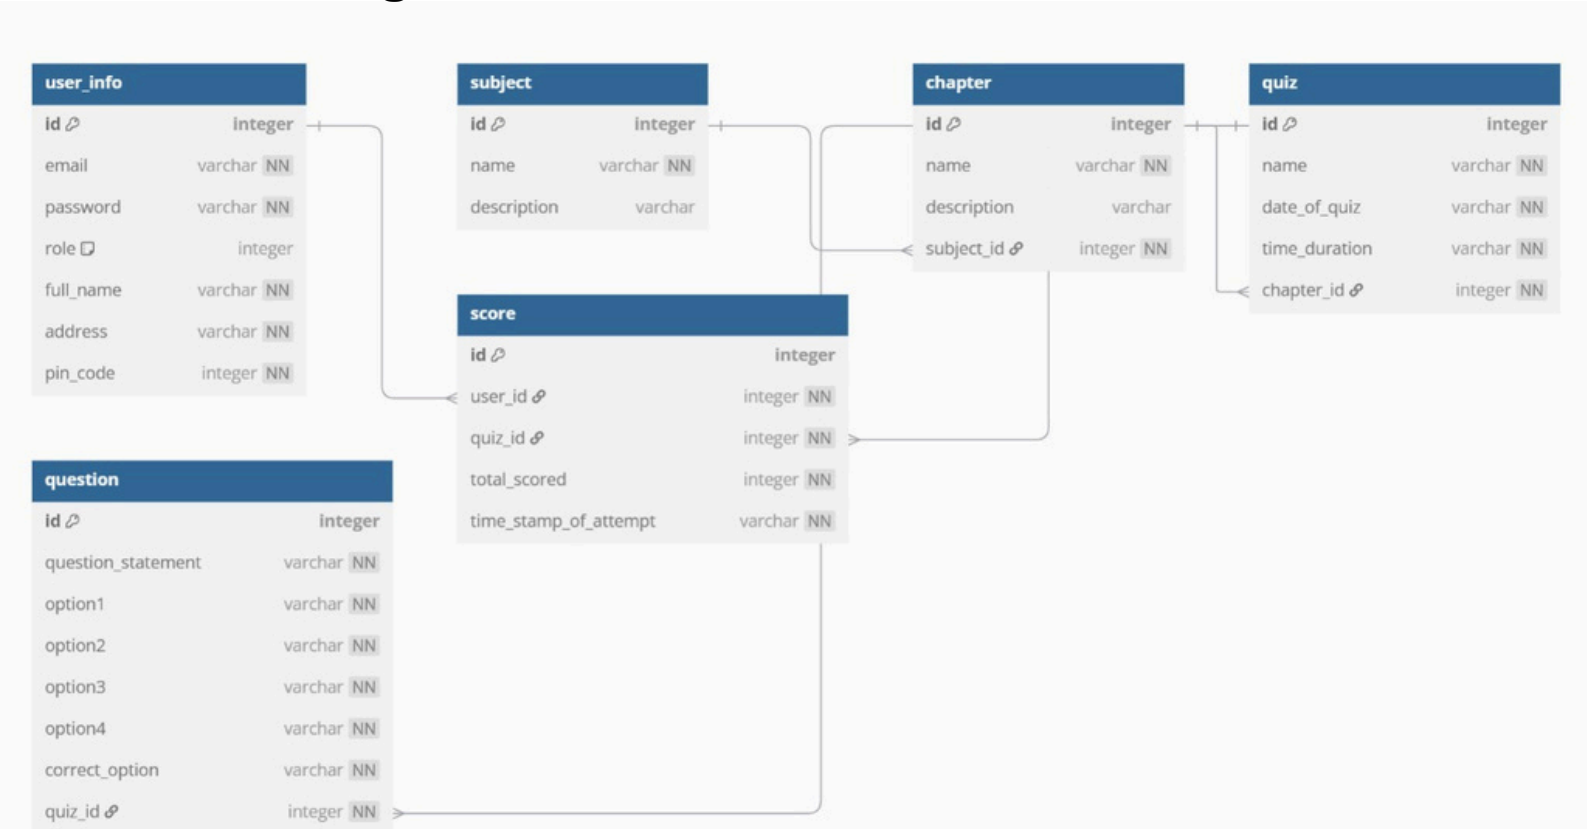 user_info
id integer
email varchar NN
password varchar NN
role integer
full_name varchar NN
address varchar NN
pin_code integer NN
subject
id integer
name varchar NN
description varchar
chapter
id integer
name varchar NN
description varchar
subject_id integer NN
quiz
id integer
name varchar NN
date_of_quiz varchar NN
time_duration varchar NN
chapter_id integer NN
score
id integer
user_id integer NN
quiz_id integer NN
total_scored integer NN
time_stamp_of_attempt varchar NN
question
id integer
question_statement varchar NN
option1 varchar NN
option2 varchar NN
option3 varchar NN
option4 varchar NN
correct_option varchar NN
quiz_id integer NN